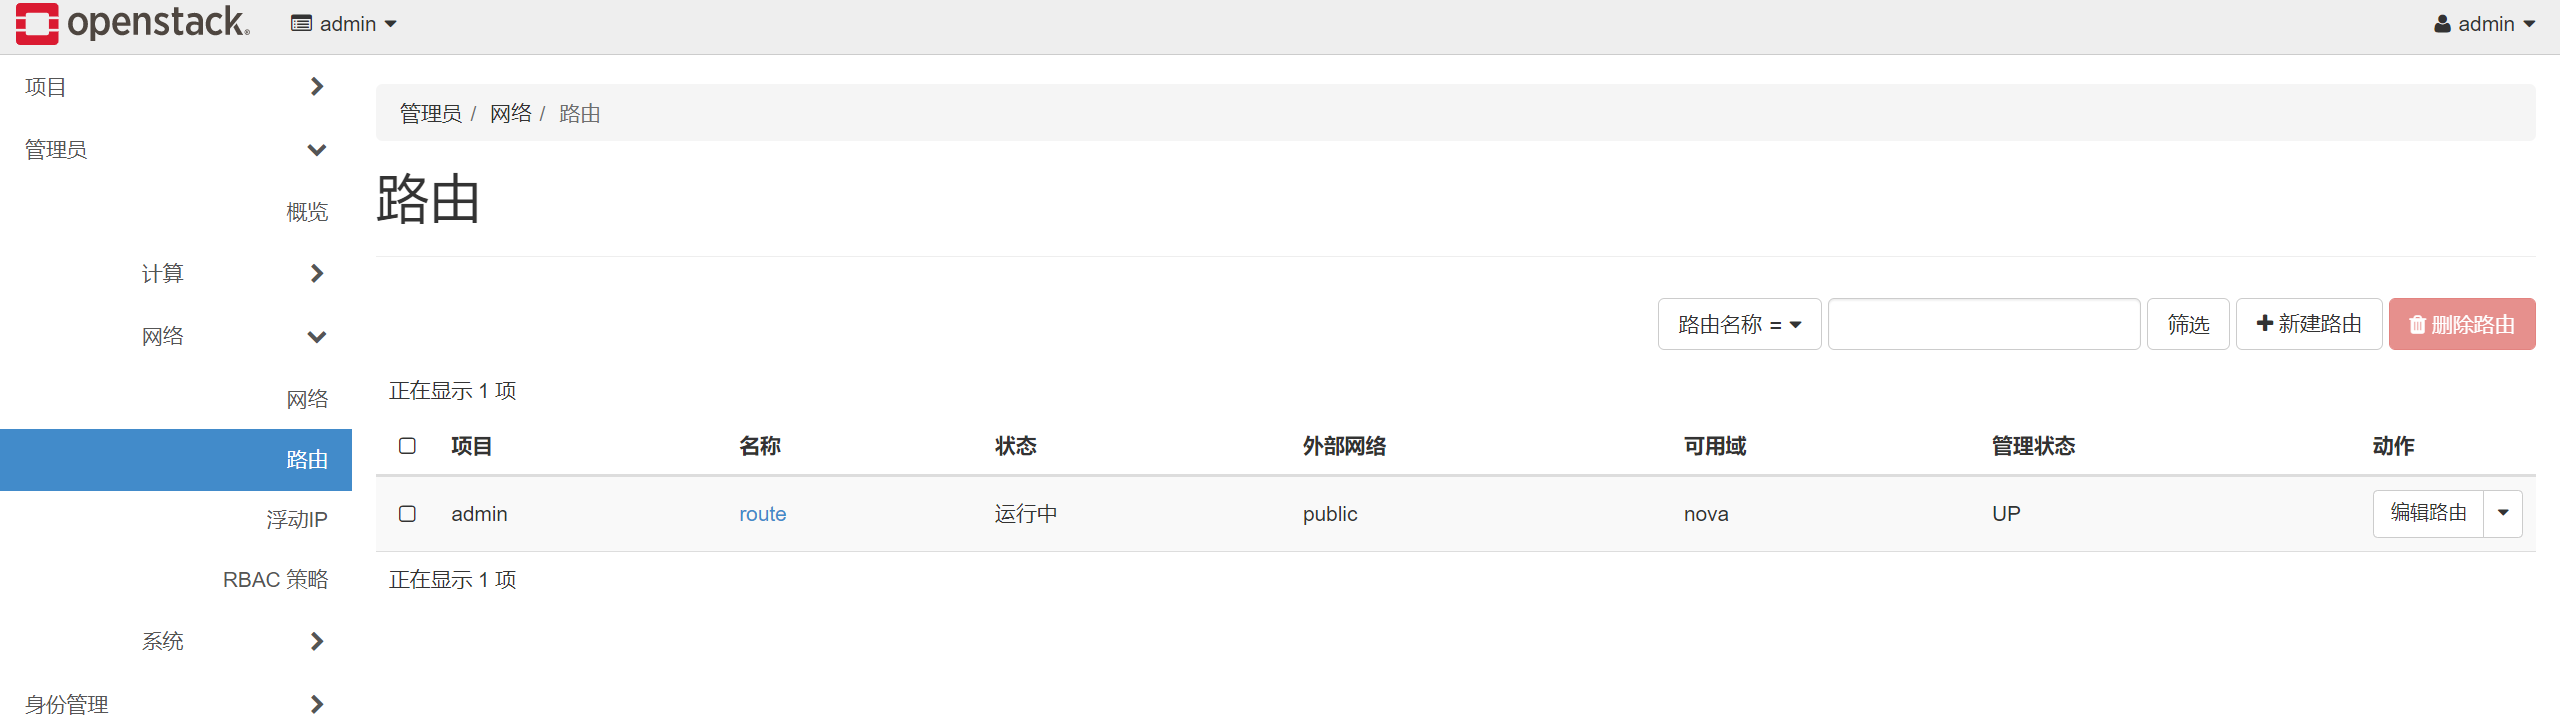 openstack. admin admin
项目
管理员
概览
计算
网络
网络
路由
浮动IP
RBAC 策略
系统
身份管理
管理员 / 网络 / 路由
路由
路由名称 = 筛选 新建路由 删除路由
正在显示 1 项
项目 名称 状态 外部网络 可用域 管理状态 动作
admin route 运行中 public nova UP 编辑路由
正在显示 1 项